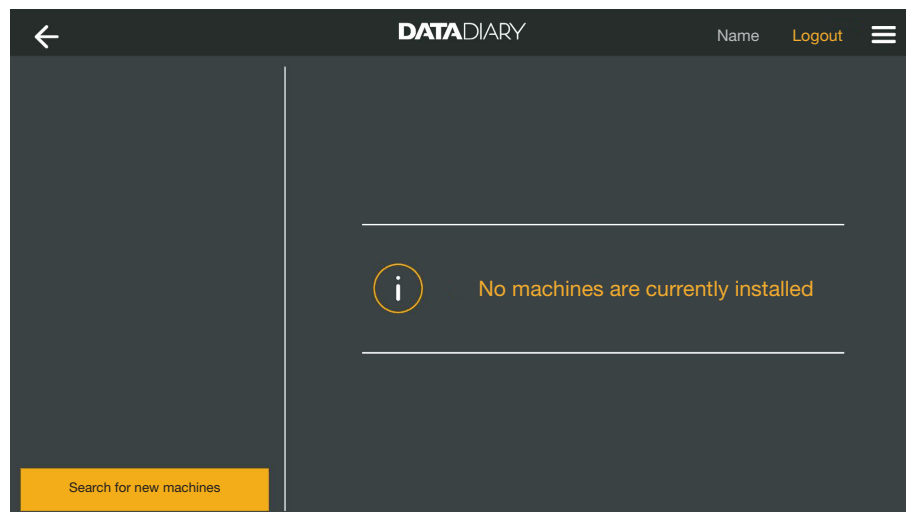 DATADIARY
Name
Logout
No machines are currently installed
Search for new machines